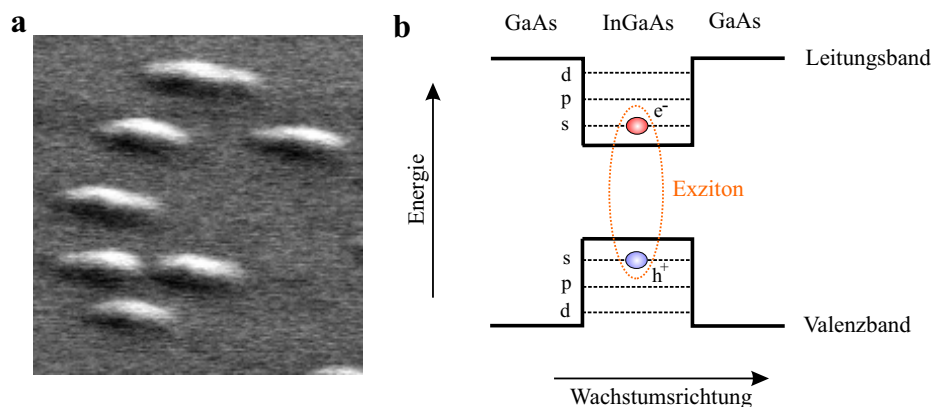 a
b
GaAs InGaAs GaAs
Leitungsband
d
p
s
e-
Exziton
Energie
s
h+
p
d
Valenzband
Wachstumsrichtung